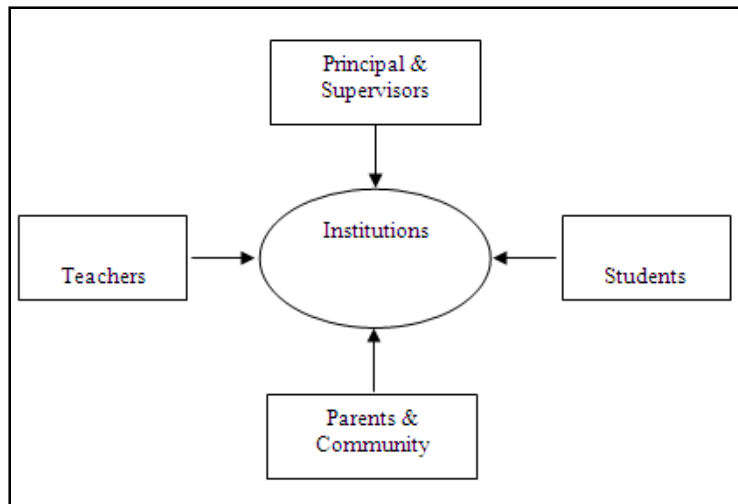 Principal &
Supervisors
Institutions
Teachers
Students
Parents &
Community